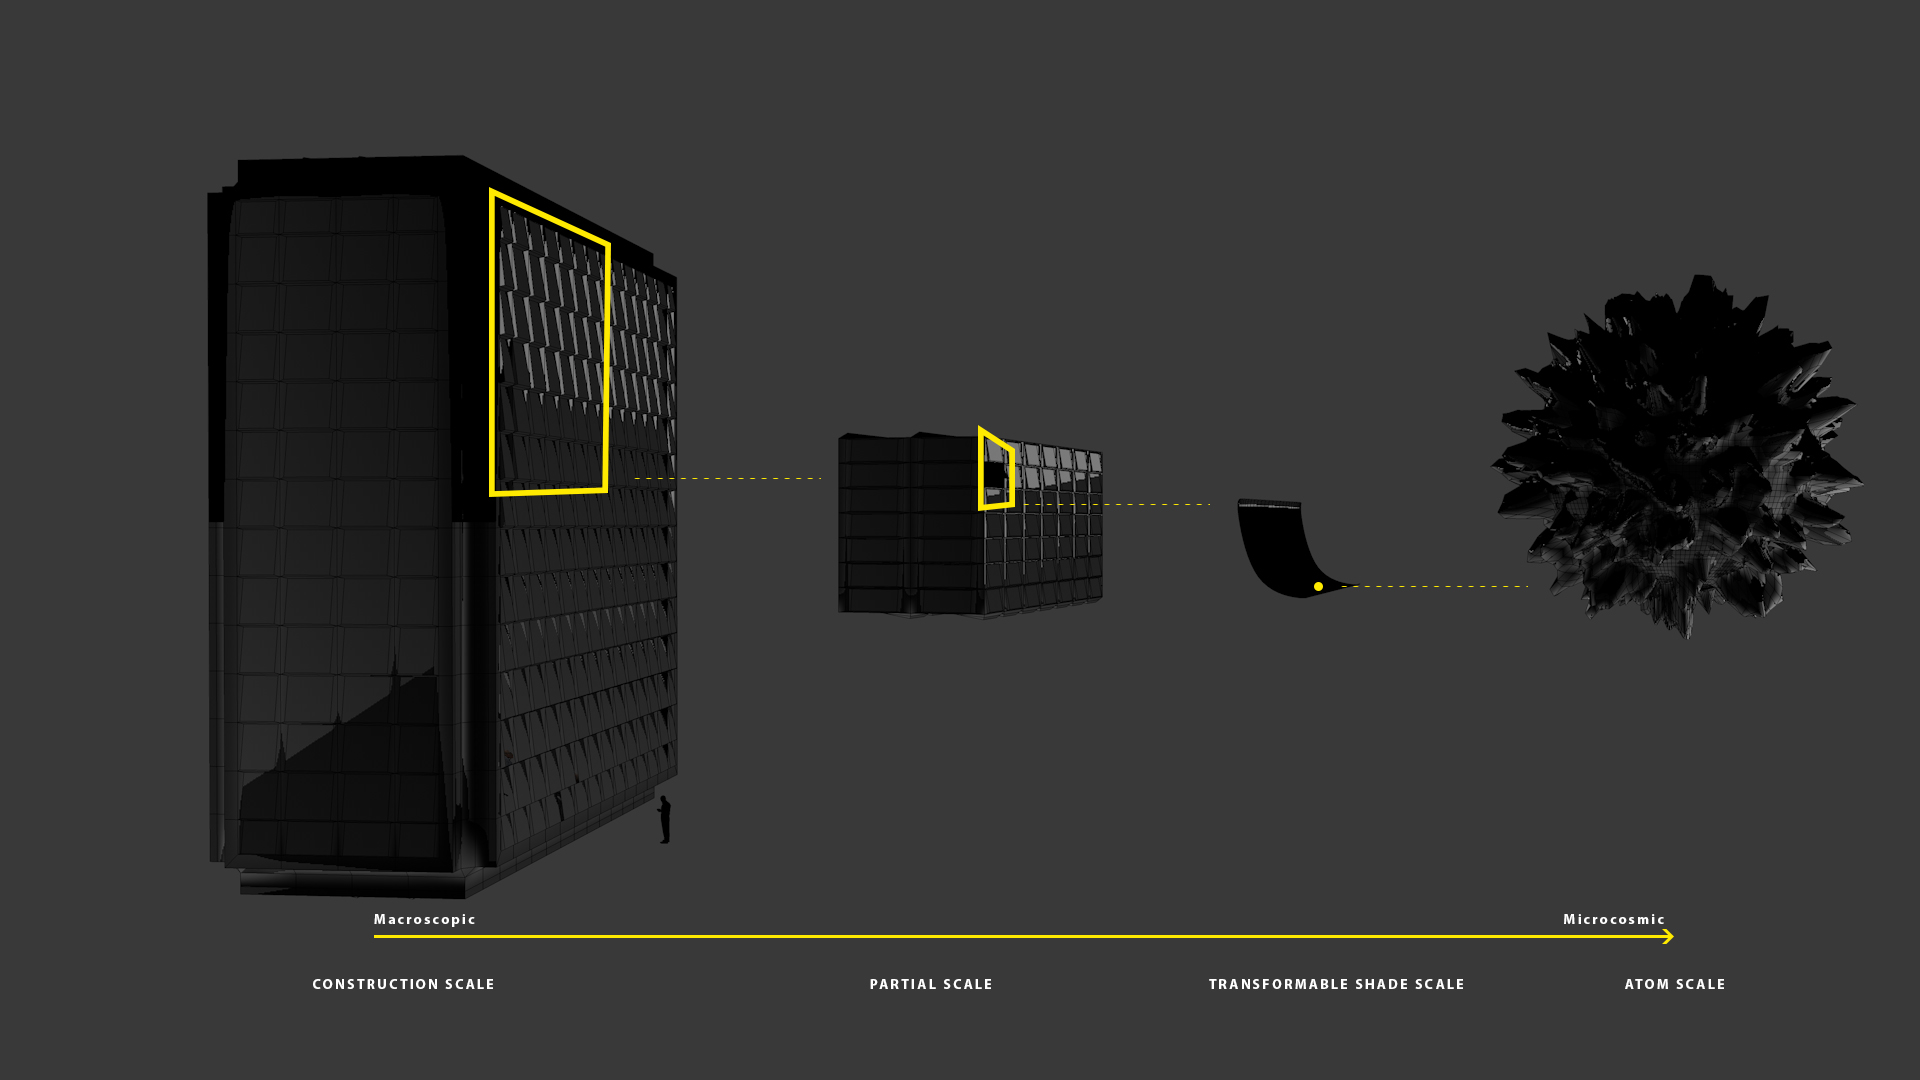 Macroscopic
Microcosmic
CONSTRUCTION SCALE
PARTIAL SCALE
TRANSFORMABLE SHADE SCALE
ATOM SCALE